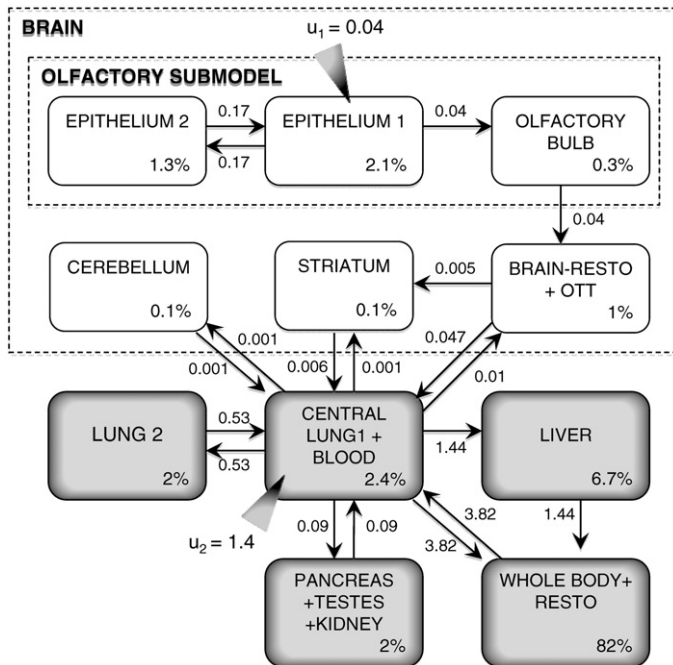 u1 = 0.04
BRAIN
OLFACTORY SUBMODEL
EPITHELIUM 2
1.3%
0.17
0.17
EPITHELIUM 1
2.1%
0.04
OLFACTORY
BULB
0.3%
0.04
CEREBELLUM
0.1%
STRIATUM
0.1%
0.005
BRAIN-RESTO
+ OTT
1%
0.001
0.001
0.006
0.001
0.047
0.01
LUNG 2
2%
0.53
0.53
CENTRAL
LUNG1 +
BLOOD
2.4%
1.44
LIVER
6.7%
u2 = 1.4
0.09
0.09
3.82
3.82
1.44
PANCREAS
+TESTES
+KIDNEY
2%
WHOLE BODY+
RESTO
82%